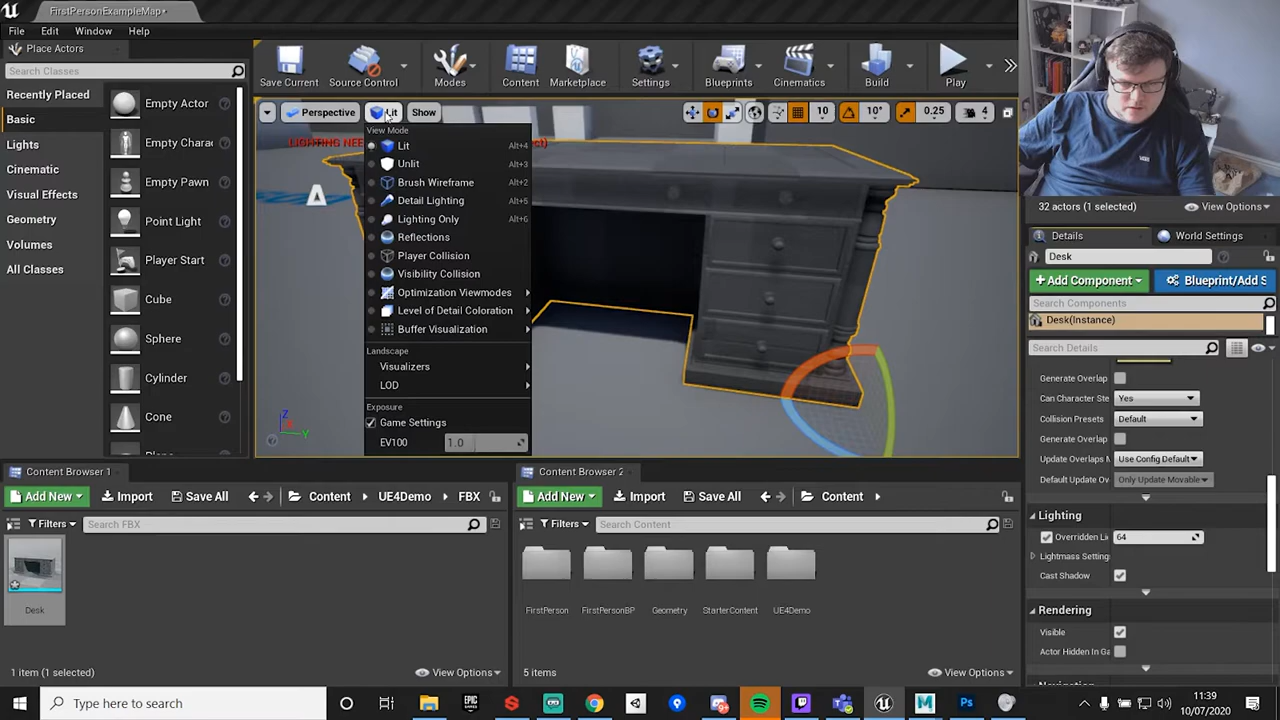 FirstPersonExampleMap•
File Edit Window Help
Place Actors
Search Classes
Recently Placed
Basic
Lights
Cinematic
Visual Effects
Geometry
Volumes
All Classes
Empty Actor
Empty Charac
Empty Pawn
Point Light
Player Start
Cube
Sphere
Cylinder
Cone
Save Current Source Control Modes Content Marketplace Settings Blueprints Cinematics Build Play
Perspective Lit Show
10 10° 0.25 4
LIGHTING NEE
View Mode
Lit Alt+4
Unlit Alt+3
Brush Wireframe Alt+2
Detail Lighting Alt+5
Lighting Only Alt+6
Reflections
Player Collision
Visibility Collision
Optimization Viewmodes
Level of Detail Coloration
Buffer Visualization
Landscape
Visualizers
LOD
Exposure
Game Settings
EV100 1.0
Z
Y
32 actors (1 selected) View Options
Details World Settings
Desk
Add Component Blueprint/Add S
Search Components
Desk(Instance)
Search Details
Generate Overlap
Can Character Ste Yes
Collision Presets Default
Generate Overlap
Update Overlaps M Use Config Default
Default Update Ov Only Update Movable
Lighting
Overridden Li 64
Lightmass Setting
Cast Shadow
Rendering
Visible
Actor Hidden In Ga
Content Browser 1
Add New Import Save All Content UE4Demo FBX
Filters Search FBX
Desk
1 item (1 selected) View Options
Content Browser 2
Add New Import Save All Content
Filters Search Content
FirstPerson FirstPersonBP Geometry StarterContent UE4Demo
5 items View Options
Type here to search
11:39
10/07/2020